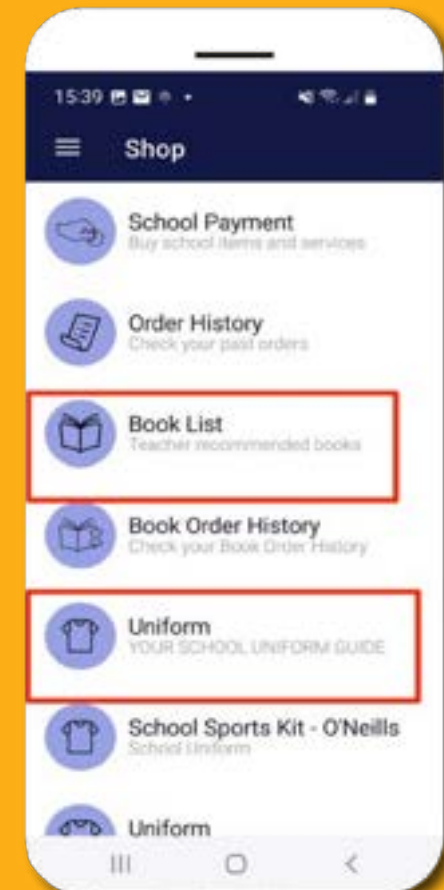 15:39
Shop
School Payment
Buy school items and services
Order History
Check your past orders
Book List
Teacher recommended books
Book Order History
Check your Book Order History
Uniform
YOUR SCHOOL UNIFORM GUIDE
School Sports Kit - O'Neills
School Uniform
Uniform